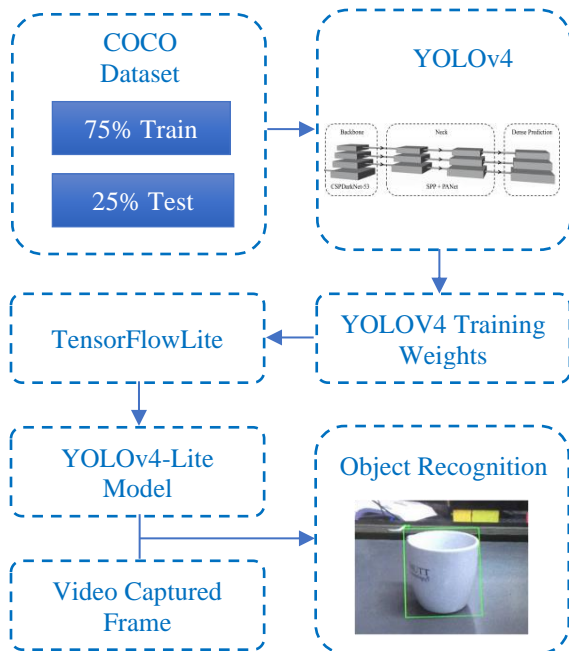 COCO
Dataset
75% Train
25% Test
YOLOv4
Backbone
Neck
Dense Prediction
CSPDarkNet-53
SPP + PANet
YOLOV4 Training
Weights
TensorFlowLite
YOLOv4-Lite
Model
Object Recognition
Video Captured
Frame